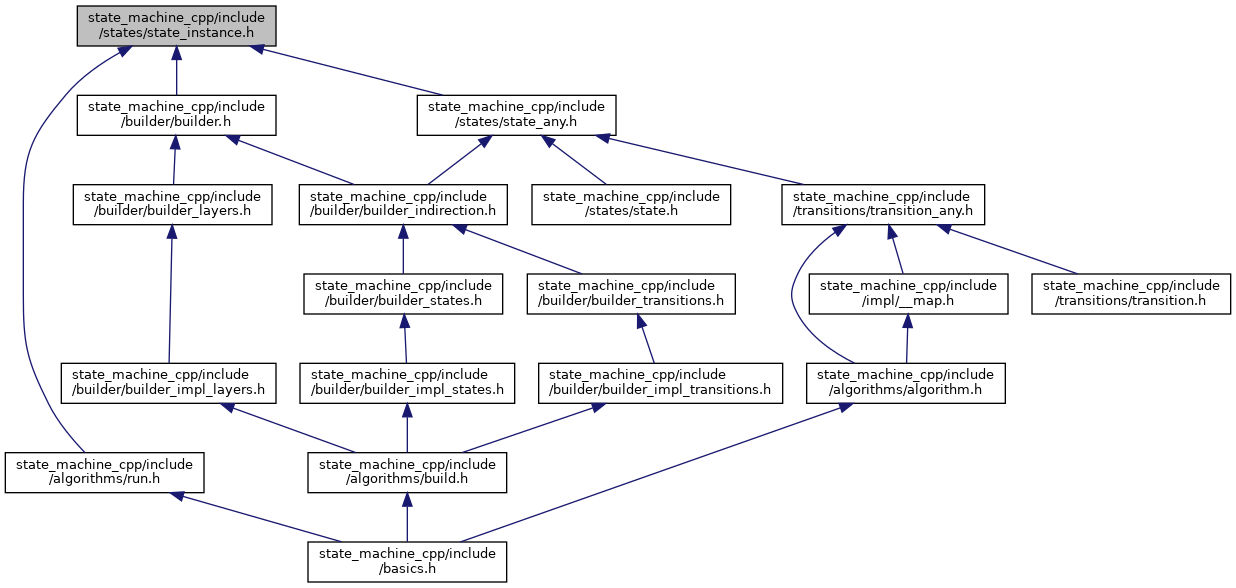 state_machine_cpp/include
/states/state_instance.h
state_machine_cpp/include
/builder/builder.h
state_machine_cpp/include
/states/state_any.h
state_machine_cpp/include
/builder/builder_layers.h
state_machine_cpp/include
/builder/builder_indirection.h
state_machine_cpp/include
/states/state.h
state_machine_cpp/include
/transitions/transition_any.h
state_machine_cpp/include
/builder/builder_states.h
state_machine_cpp/include
/builder/builder_transitions.h
state_machine_cpp/include
/impl/__map.h
state_machine_cpp/include
/transitions/transition.h
state_machine_cpp/include
/builder/builder_impl_layers.h
state_machine_cpp/include
/builder/builder_impl_states.h
state_machine_cpp/include
/builder/builder_impl_transitions.h
state_machine_cpp/include
/algorithms/algorithm.h
state_machine_cpp/include
/algorithms/run.h
state_machine_cpp/include
/algorithms/build.h
state_machine_cpp/include
/basics.h